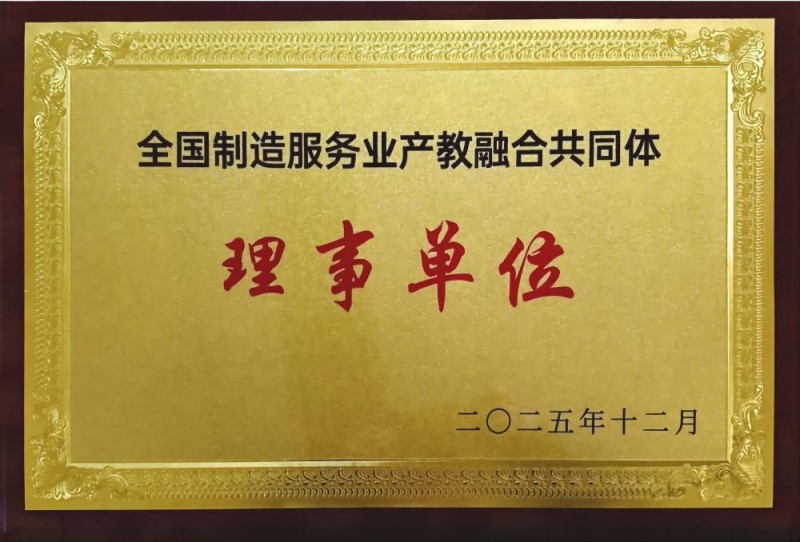 全国制造服务业产教融合共同体
理事单位
二〇二五年十二月